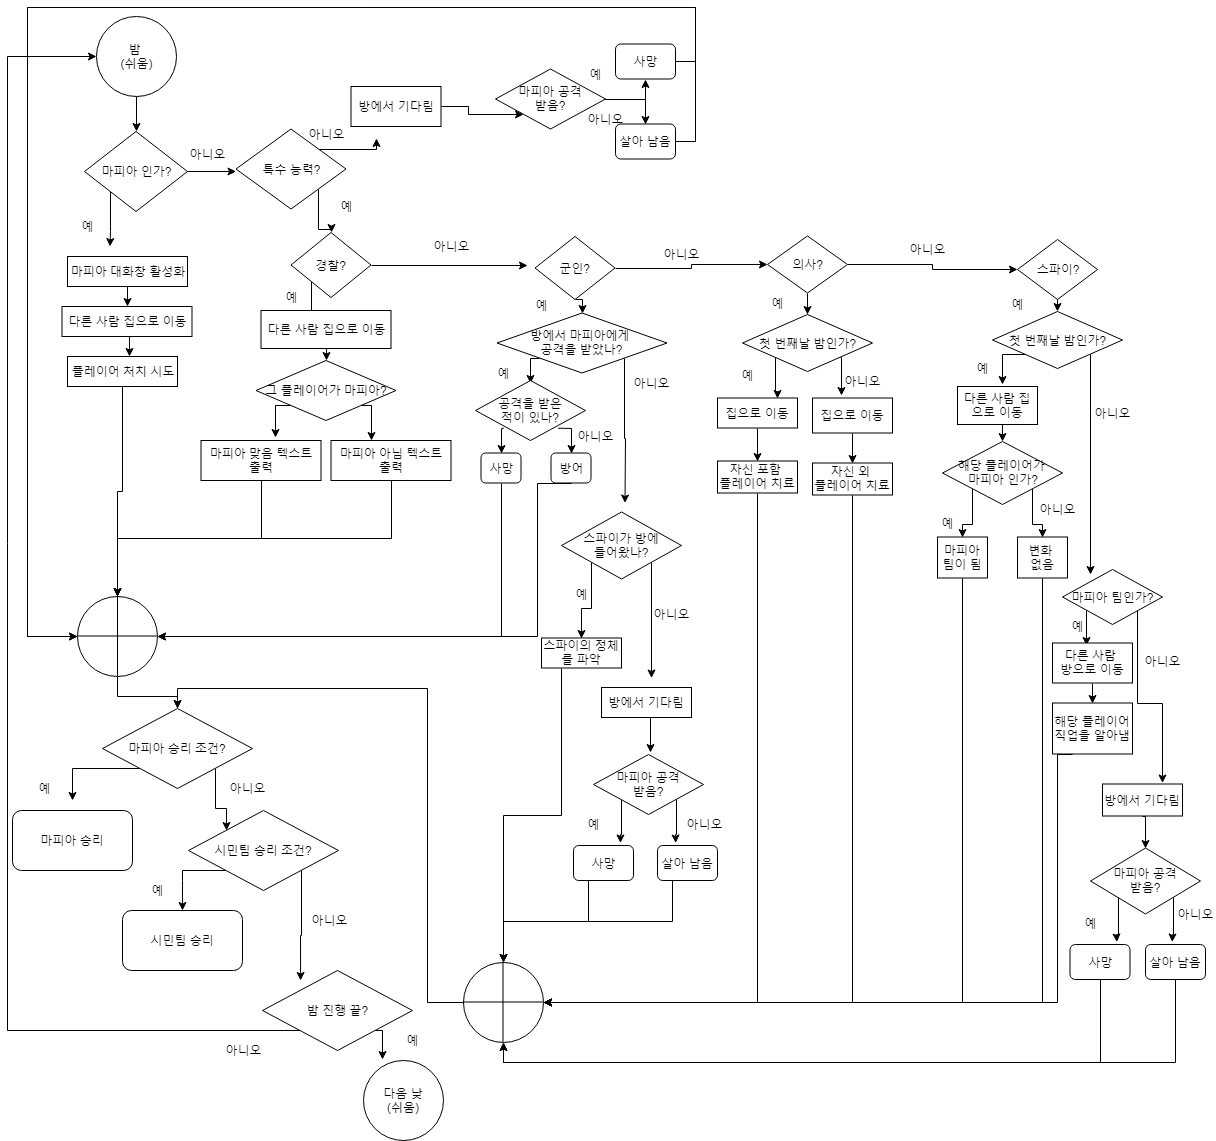 밤
(쉬움)
마피아 인가?
아니오
예
특수 능력?
아니오
예
방에서 기다림
마피아 공격
받음?
예
아니오
사망
살아 남음
마피아 대화창 활성화
다른 사람 집으로 이동
플레이어 처치 시도
경찰?
아니오
예
다른 사람 집으로 이동
그 플레이어가 마피아?
마피아 맞음 텍스트
출력
마피아 아님 텍스트
출력
군인?
아니오
예
방에서 마피아에게
공격을 받았나?
예
아니오
공격을 받은
적이 있나?
아니오
사망
방어
스파이가 방에
들어왔나?
예
아니오
스파이의 정체
를 파악
방에서 기다림
마피아 공격
받음?
예
아니오
사망
살아 남음
의사?
아니오
예
첫 번째날 밤인가?
예
아니오
집으로 이동
집으로 이동
자신 포함
플레이어 치료
자신 외
플레이어 치료
스파이?
예
첫 번째날 밤인가?
예
아니오
다른 사람 집
으로 이동
해당 플레이어가
마피아 인가?
예
아니오
마피아
팀이 됨
변화
없음
마피아 팀인가?
예
아니오
다른 사람
방으로 이동
해당 플레이어
직업을 알아냄
방에서 기다림
마피아 공격
받음?
예
아니오
사망
살아 남음
마피아 승리 조건?
예
아니오
마피아 승리
시민팀 승리 조건?
예
아니오
시민팀 승리
밤 진행 끝?
아니오
예
다음 낮
(쉬움)